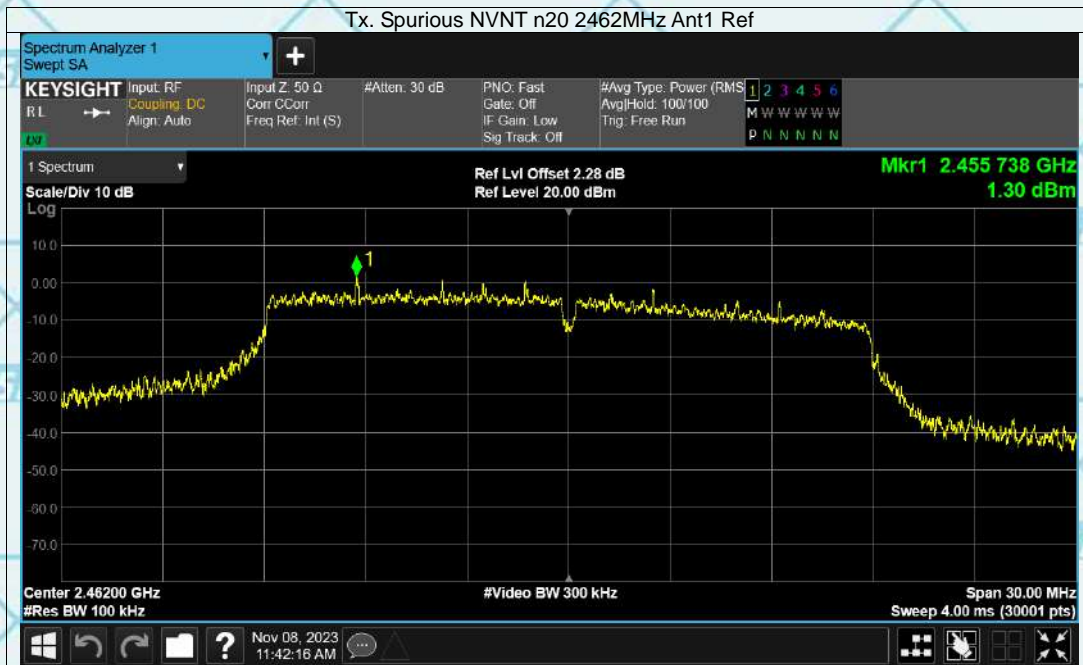 Tx. Spurious NVNT n20 2462MHz Ant1 Ref
Spectrum Analyzer 1
Swept SA
+
KEYSIGHT
R L
LXI
Input: RF
Coupling: DC
Align: Auto
Input Z: 50 Ω
Corr CCorr
Freq Ref: Int (S)
#Atten: 30 dB
PNO: Fast
Gate: Off
IF Gain: Low
Sig Track: Off
#Avg Type: Power (RMS
Avg|Hold: 100/100
Trig: Free Run
1 2 3 4 5 6
M W W W W W
P N N N N N
1 Spectrum
Scale/Div 10 dB
Log
Ref Lvl Offset 2.28 dB
Ref Level 20.00 dBm
Mkr1 2.455 738 GHz
1.30 dBm
1
10.0
0.00
-10.0
-20.0
-30.0
-40.0
-50.0
-60.0
-70.0
Center 2.46200 GHz
#Res BW 100 kHz
#Video BW 300 kHz
Span 30.00 MHz
Sweep 4.00 ms (30001 pts)
?
Nov 08, 2023
11:42:16 AM